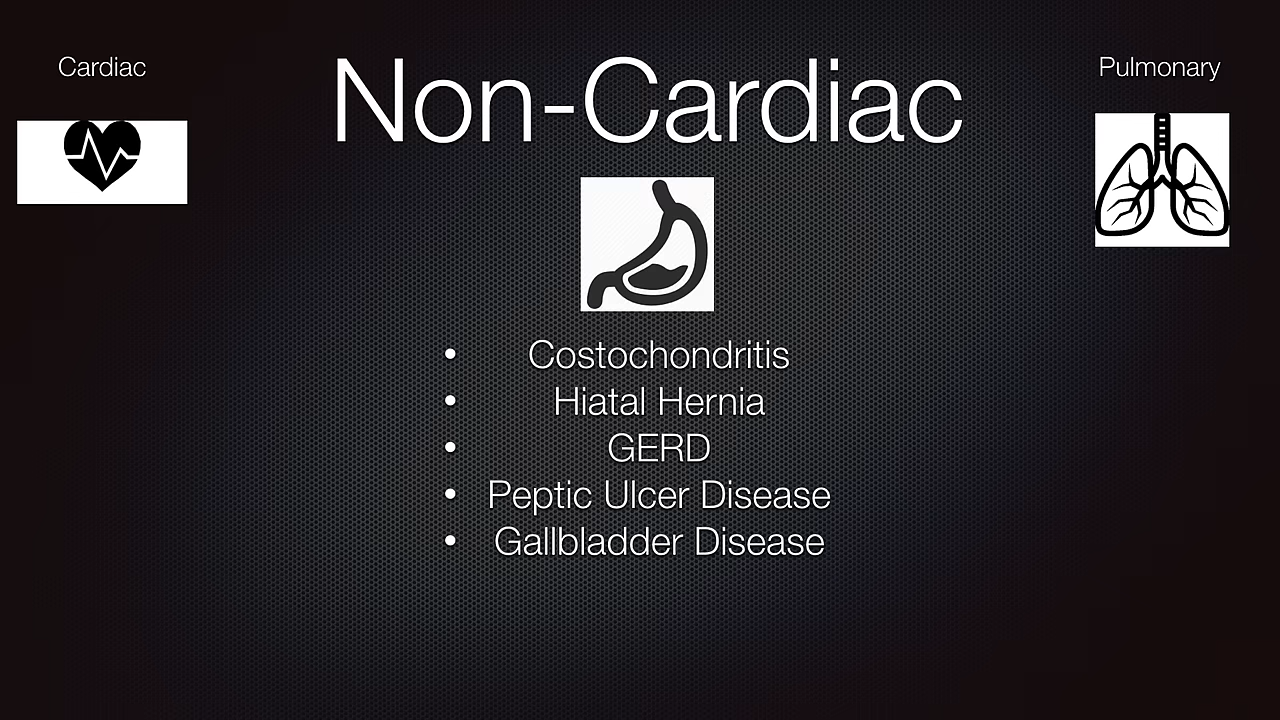 Cardiac
Non-Cardiac
Pulmonary
• Costochondritis
• Hiatal Hernia
• GERD
• Peptic Ulcer Disease
• Gallbladder Disease